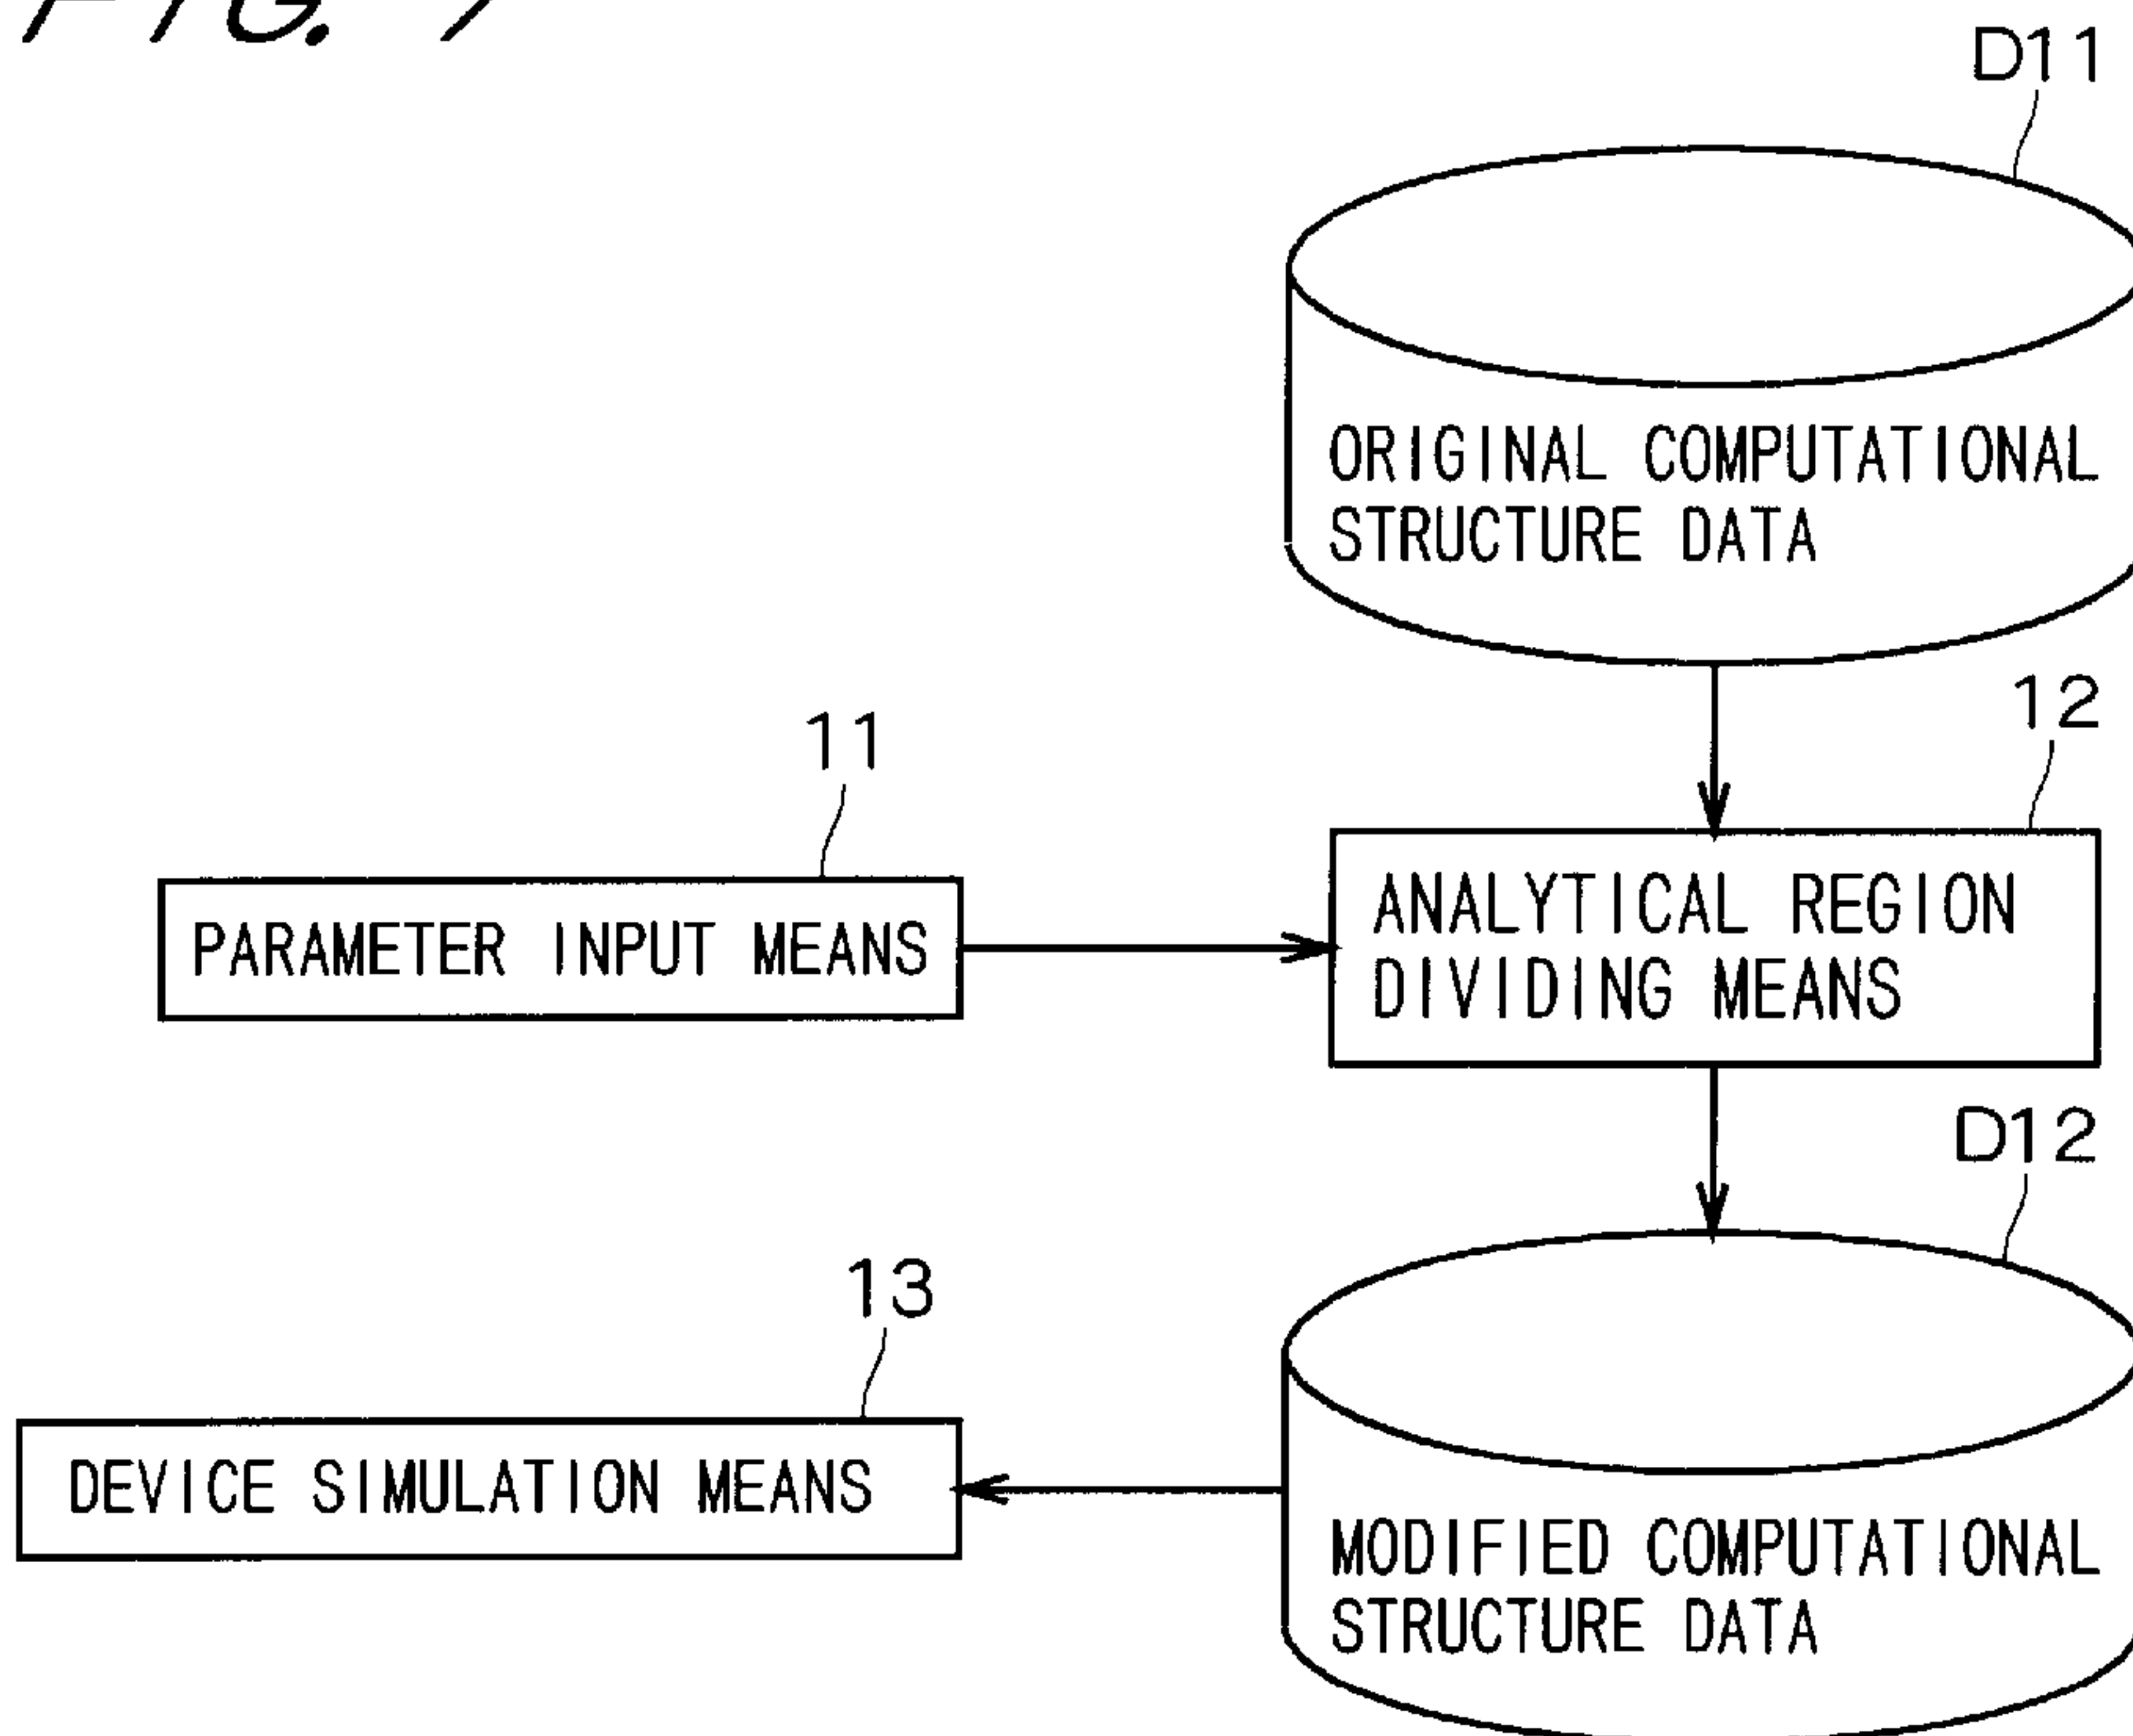 FIG.
D11
ORIGINAL COMPUTATIONAL
STRUCTURE DATA
12
11
ANALYTICAL REGION
DIVIDING MEANS
PARAMETER INPUT MEANS
D12
13
DEVICE SIMULATION MEANS
MODIFIED COMPUTATIONAL
STRUCTURE DATA